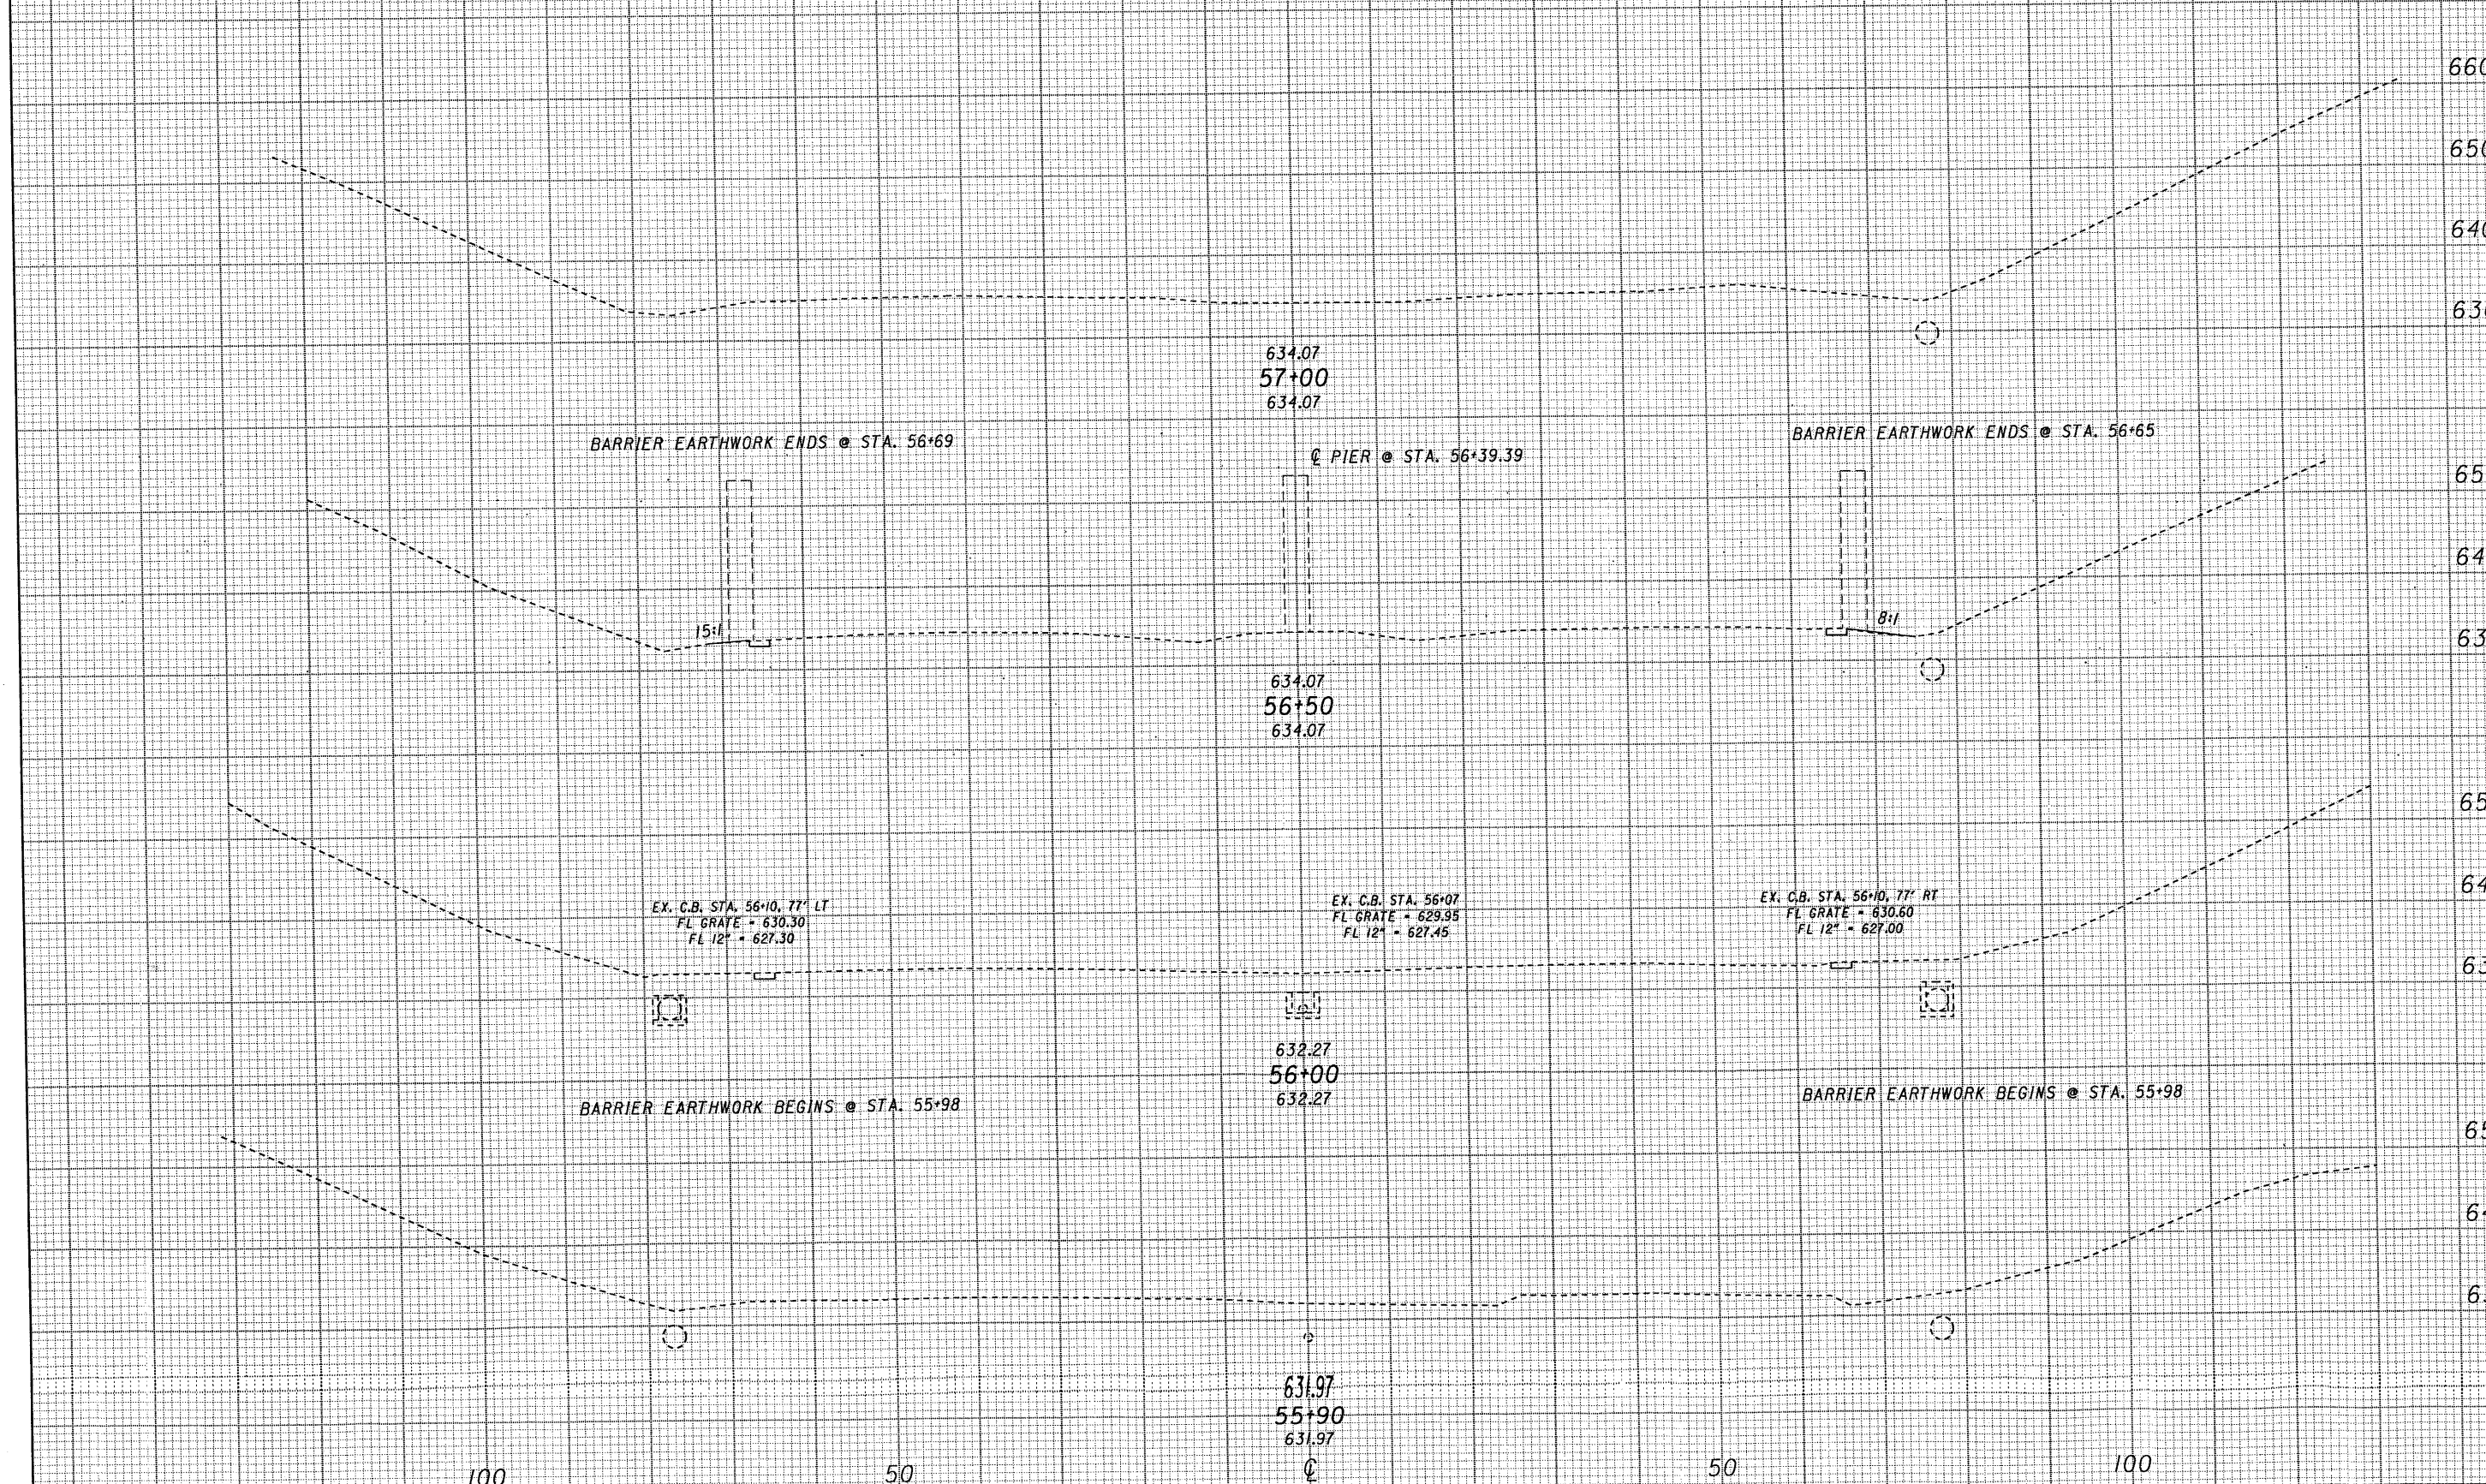 660
650
640
630
634.07
57+00
634.07
BARRIER EARTHWORK ENDS @ STA. 56+69
BARRIER EARTHWORK ENDS @ STA. 56+65
℄ PIER @ STA. 56+39.39
65
64
15:1
8:1
63
634.07
56+50
634.07
65
64
EX. C.B. STA. 56+10, 77' LT
FL GRATE = 630.30
FL 12" = 627.30
EX. C.B. STA. 56+07
FL GRATE = 629.95
FL 12" = 627.45
EX. C.B. STA. 56+10, 77' RT
FL GRATE = 630.60
FL 12" = 627.00
63
632.27
56+00
632.27
BARRIER EARTHWORK BEGINS @ STA. 55+98
BARRIER EARTHWORK BEGINS @ STA. 55+98
65
64
63
631.97
55+90
631.97
100
50
℄
50
100